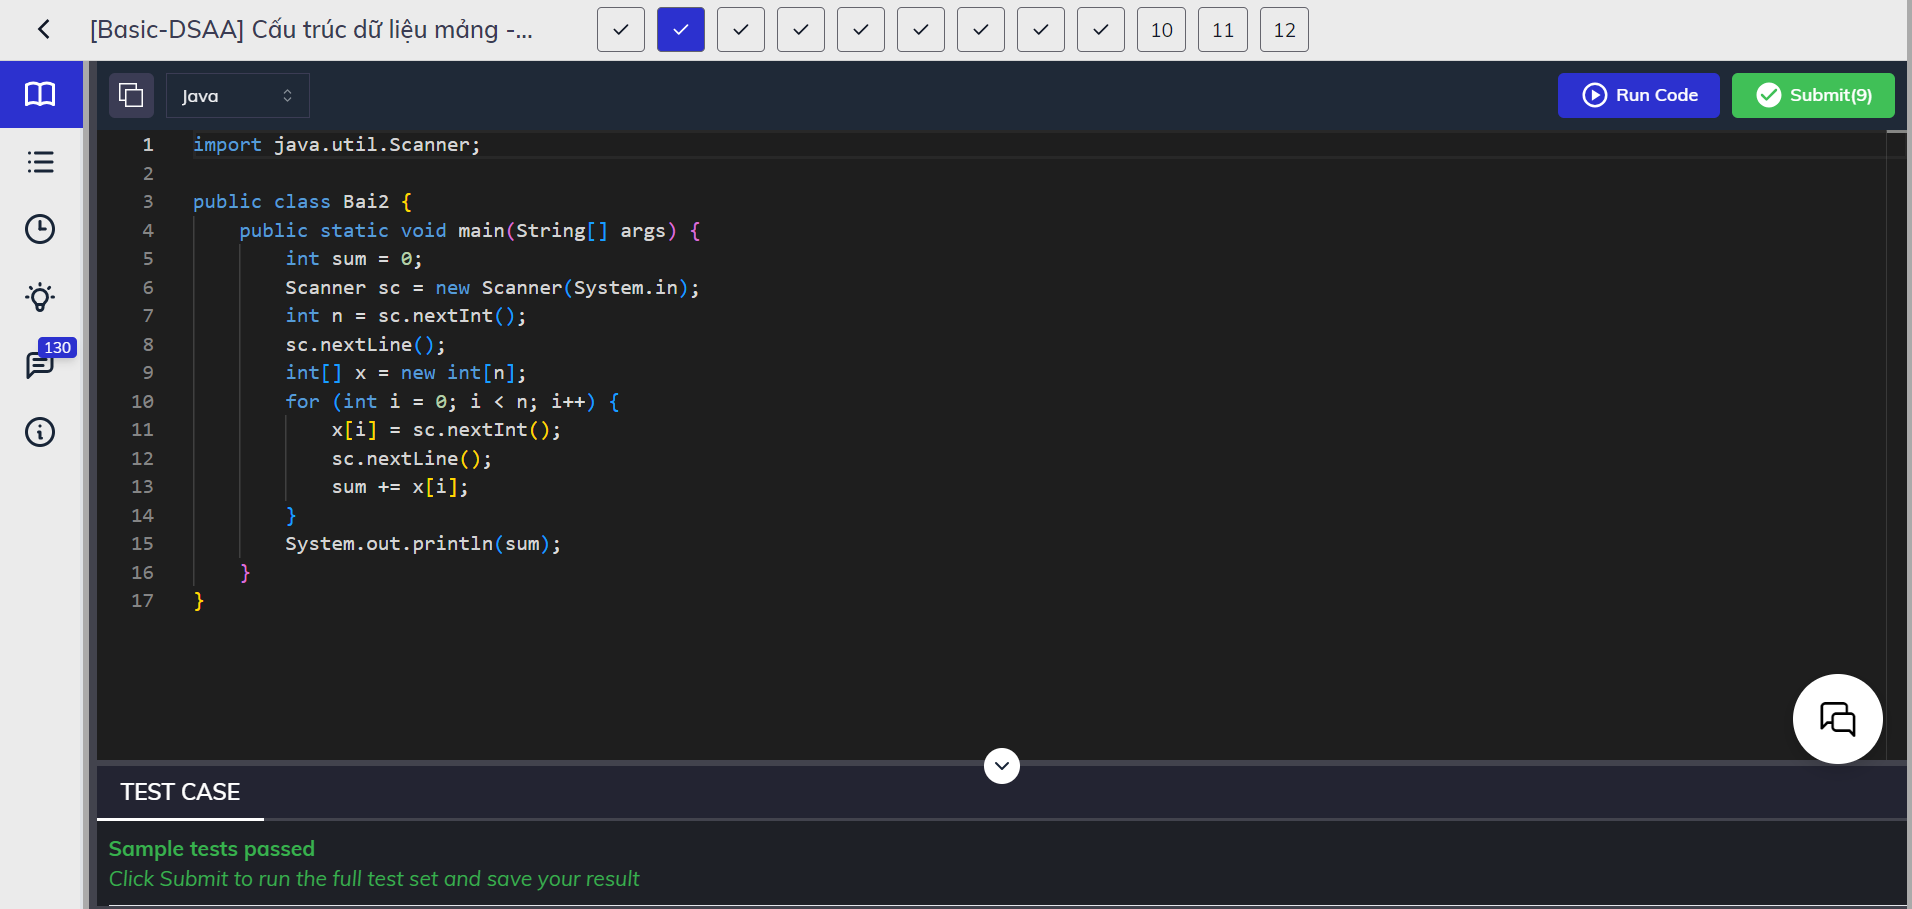 [Basic-DSAA] Cấu trúc dữ liệu mảng -...
10 11 12
Java
Run Code
Submit(9)
130
1 import java.util.Scanner;
2
3 public class Bai2 {
4 public static void main(String[] args) {
5 int sum = 0;
6 Scanner sc = new Scanner(System.in);
7 int n = sc.nextInt();
8 sc.nextLine();
9 int[] x = new int[n];
10 for (int i = 0; i < n; i++) {
11 x[i] = sc.nextInt();
12 sc.nextLine();
13 sum += x[i];
14 }
15 System.out.println(sum);
16 }
17 }
TEST CASE
Sample tests passed
Click Submit to run the full test set and save your result